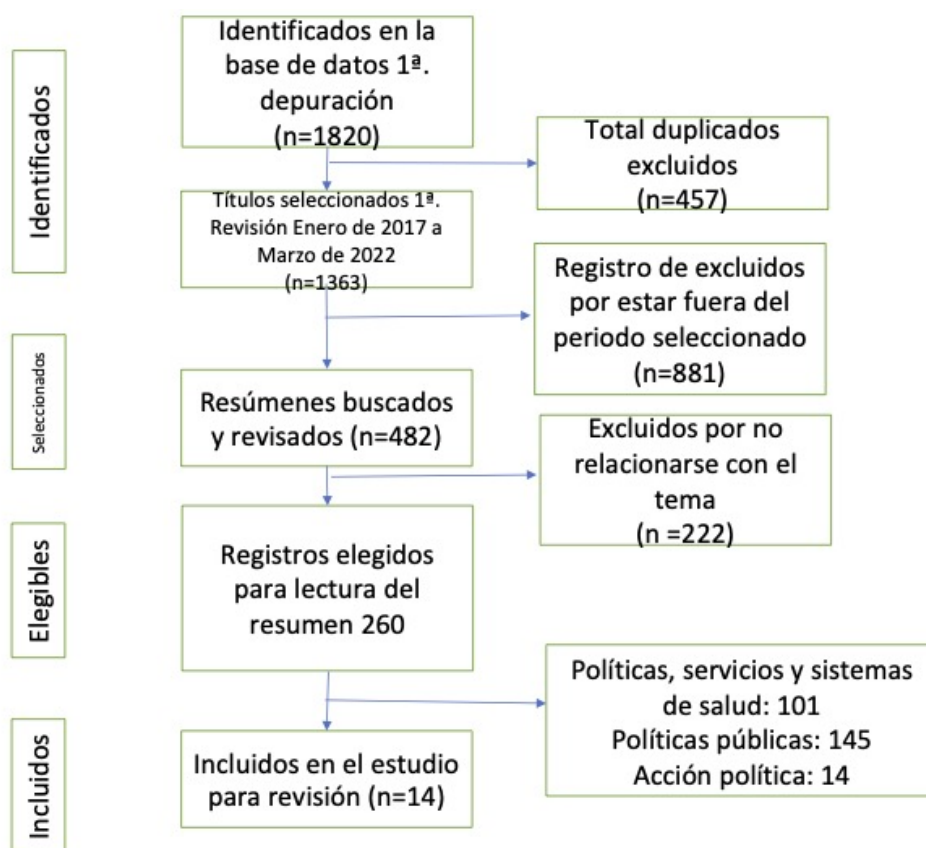 Identificados
Identificados en la
base de datos 1ª.
depuración
(n=1820)
Total duplicados
excluidos
(n=457)
Títulos seleccionados 1ª.
Revisión Enero de 2017 a
Marzo de 2022
(n=1363)
Registro de excluidos
por estar fuera del
periodo seleccionado
(n=881)
Seleccionados
Resúmenes buscados
y revisados (n=482)
Excluidos por no
relacionarse con el
tema
(n =222)
Elegibles
Registros elegidos
para lectura del
resumen 260
Políticas, servicios y sistemas
de salud: 101
Políticas públicas: 145
Acción política: 14
Incluidos
Incluidos en el estudio
para revisión (n=14)